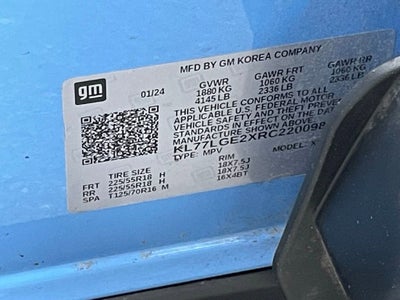 MFD BY GM KOREA COMPANY
gm 01/24 GVWR GAWR FRT GAWR RR
1880 KG 1060 KG 1060 KG
4145 LB 2336 LB 2336 LB
THIS VEHICLE CONFORMS TO ALL
APPLICABLE U.S. FEDERAL MOTOR
VEHICLE SAFETY AND THEFT PREV
STANDARDS IN EFFECT ON THE
MANUFACTURE SHOWN ABOVE.
KL77LGE2XRC220098
TYPE: MPV MODEL: X
TIRE SIZE RIM
FRT 225/55R18 H 18X7.5J
RR 225/55R18 H 18X7.5J
SPA T125/70R16 M 16X4BT